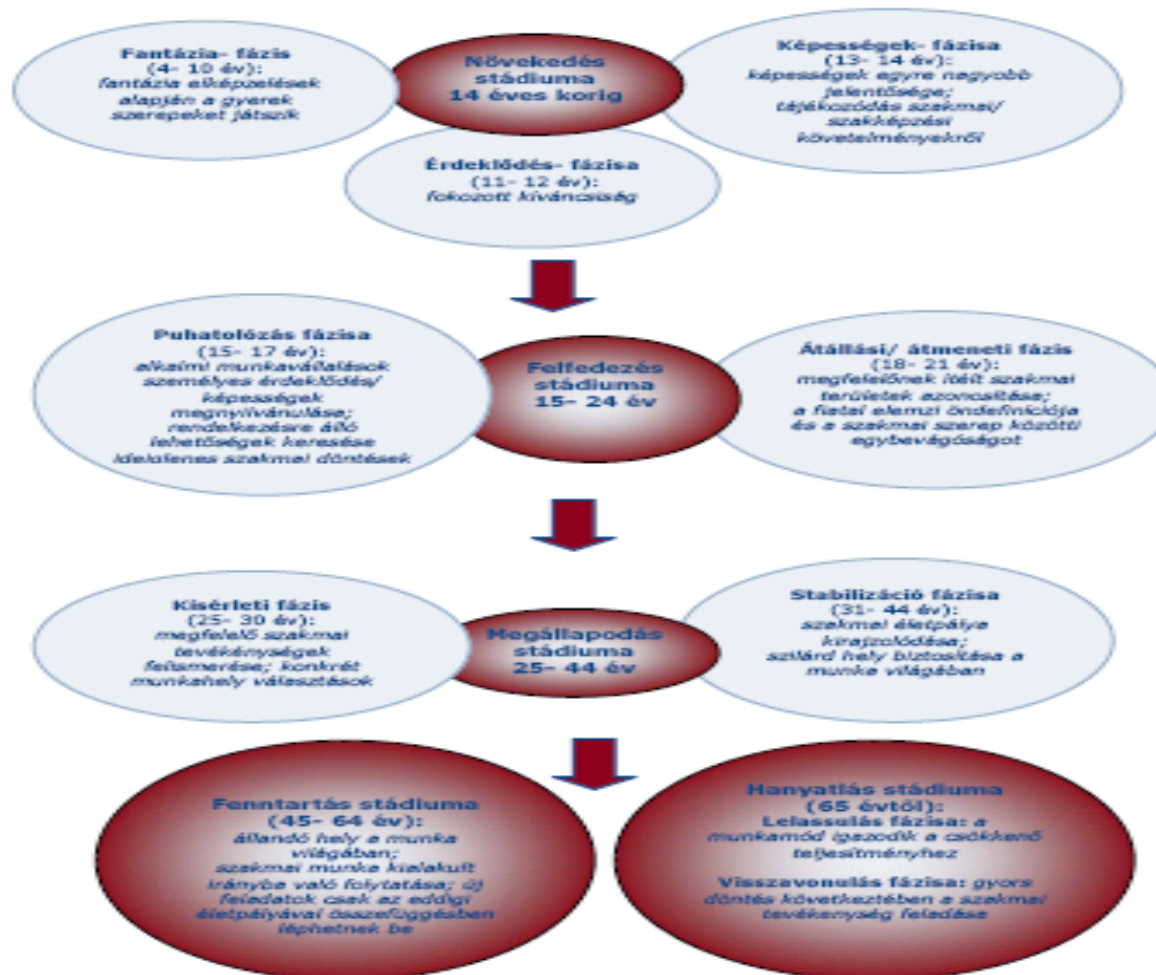 Fantázia- fázis
(4- 10 év):
fantázia elképzelések
alapján a gyerek
szerepeket játszik
Növekedés
stádiuma
14 éves korig
Képességek- fázisa
(13- 14 év):
képességek egyre nagyobb
jelentősége;
tájékozódás szakmai/
szakképzési
követelményekről
Érdeklődés- fázisa
(11- 12 év):
fokozott kíváncsiság
Puhatolózás fázisa
(15- 17 év):
alkalmi munkavállalások
személyes érdeklődés/
képességek
megnyilvánulása;
rendelkezésre álló
lehetőségek keresése
ideiglenes szakmai döntések
Felfedezés
stádiuma
15- 24 év
Átállási/ átmeneti fázis
(18- 21 év):
megfelelőnek ítélt szakmai
területek azonosítása;
a fiatal elemzi öndefiníciója
és a szakmai szerep közötti
egybevágóságot
Kísérleti fázis
(25- 30 év):
megfelelő szakmai
tevékenységek
felismerése; konkrét
munkahely választások
Megállapodás
stádiuma
25- 44 év
Stabilizáció fázisa
(31- 44 év):
szakmai életpálya
kirajzolódása;
szilárd hely biztosítása a
munka világában
Fenntartás stádiuma
(45- 64 év):
állandó hely a munka
világában;
szakmai munka kialakult
irányba való folytatása; új
feladatok csak az eddigi
életpályával összefüggésben
léphetnek be
Hanyatlás stádiuma
(65 évtől):
Lelassulás fázisa: a
munkamód igazodik a csökkenő
teljesítményhez
Visszavonulás fázisa: gyors
döntés következtében a szakmai
tevékenység feladása